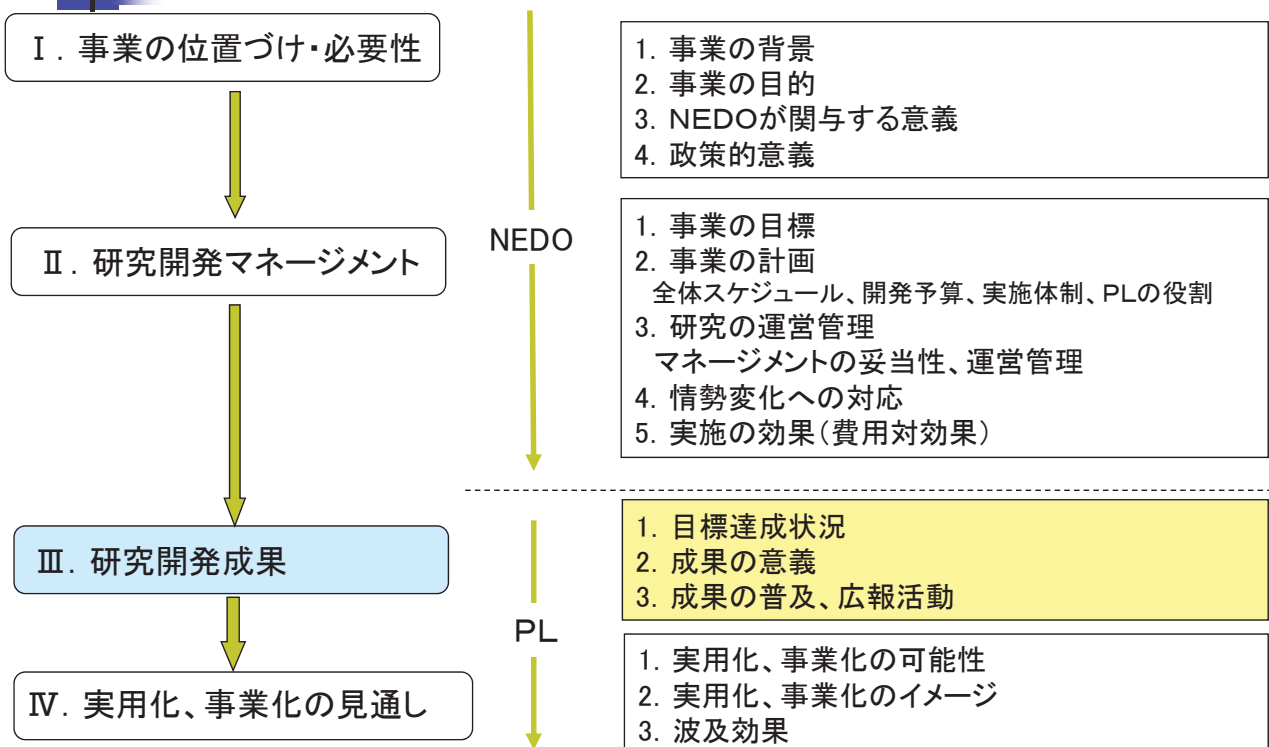 Ⅰ. 事業の位置づけ・必要性
1. 事業の背景
2. 事業の目的
3. NEDOが関与する意義
4. 政策的意義
Ⅱ. 研究開発マネージメント
NEDO
1. 事業の目標
2. 事業の計画
全体スケジュール、開発予算、実施体制、PLの役割
3. 研究の運営管理
マネージメントの妥当性、運営管理
4. 情勢変化への対応
5. 実施の効果(費用対効果)
Ⅲ. 研究開発成果
1. 目標達成状況
2. 成果の意義
3. 成果の普及、広報活動
PL
Ⅳ. 実用化、事業化の見通し
1. 実用化、事業化の可能性
2. 実用化、事業化のイメージ
3. 波及効果